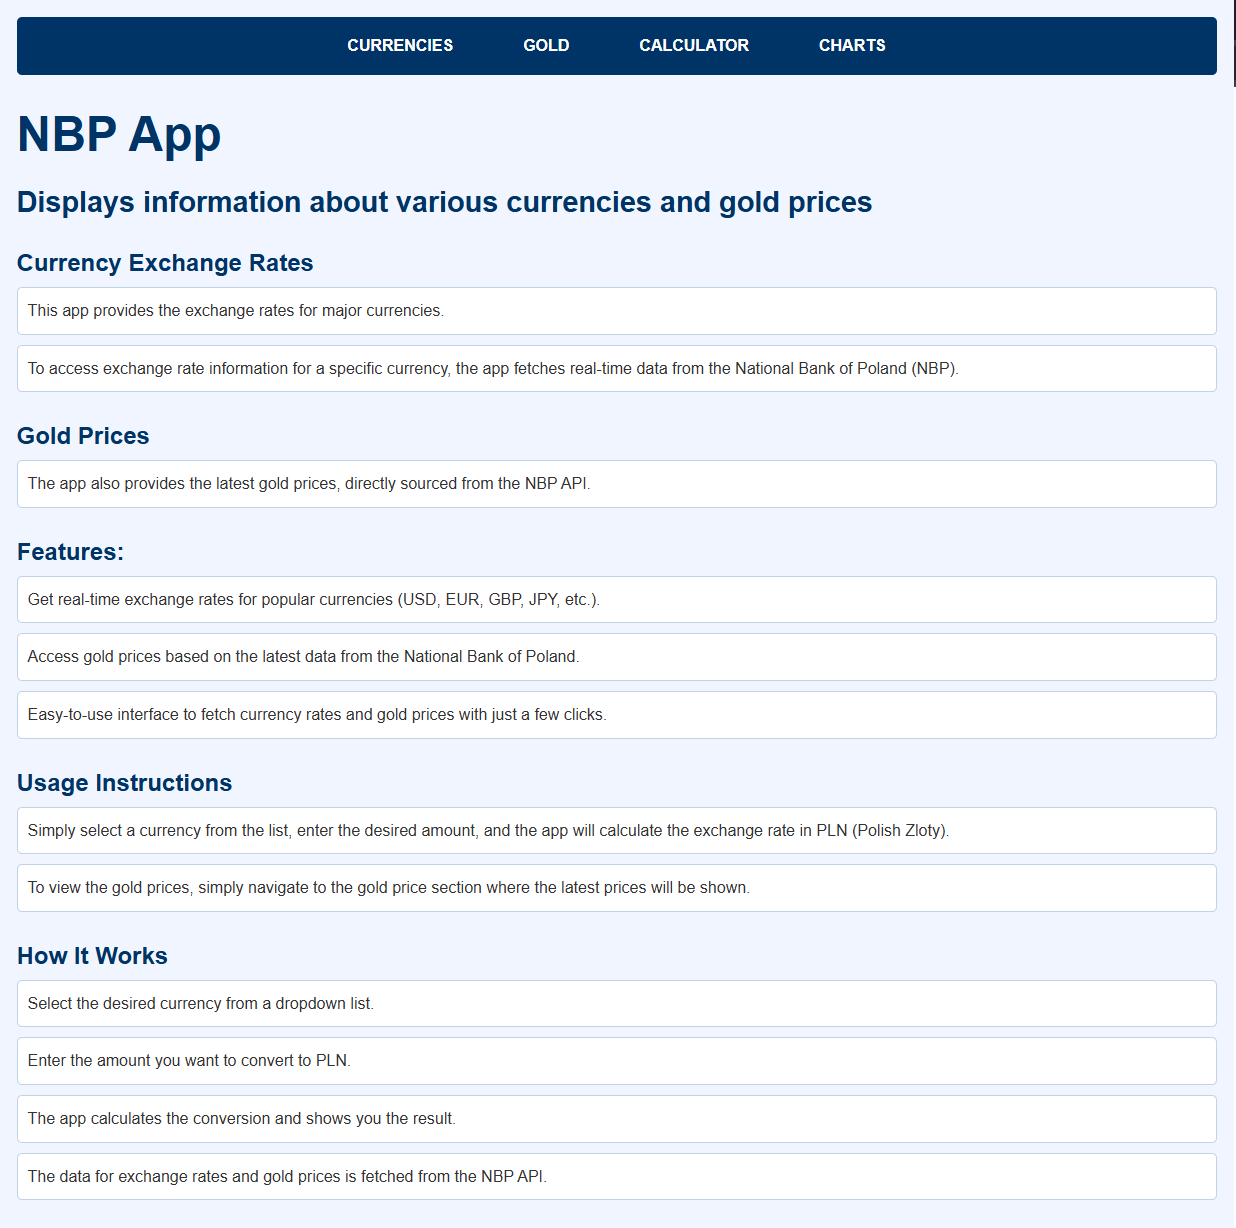 CURRENCIES GOLD CALCULATOR CHARTS
NBP App
Displays information about various currencies and gold prices
Currency Exchange Rates
This app provides the exchange rates for major currencies.
To access exchange rate information for a specific currency, the app fetches real-time data from the National Bank of Poland (NBP).
Gold Prices
The app also provides the latest gold prices, directly sourced from the NBP API.
Features:
Get real-time exchange rates for popular currencies (USD, EUR, GBP, JPY, etc.).
Access gold prices based on the latest data from the National Bank of Poland.
Easy-to-use interface to fetch currency rates and gold prices with just a few clicks.
Usage Instructions
Simply select a currency from the list, enter the desired amount, and the app will calculate the exchange rate in PLN (Polish Zloty).
To view the gold prices, simply navigate to the gold price section where the latest prices will be shown.
How It Works
Select the desired currency from a dropdown list.
Enter the amount you want to convert to PLN.
The app calculates the conversion and shows you the result.
The data for exchange rates and gold prices is fetched from the NBP API.